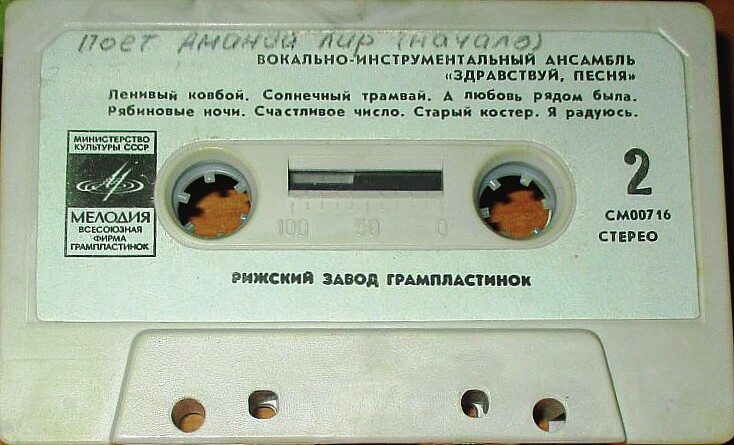 Поёт Аманда Лир (начало)
ВОКАЛЬНО-ИНСТРУМЕНТАЛЬНЫЙ АНСАМБЛЬ
«ЗДРАВСТВУЙ, ПЕСНЯ»
Ленивый ковбой. Солнечный трамвай. А любовь рядом была.
Рябиновые ночи. Счастливое число. Старый костер. Я радуюсь.
МИНИСТЕРСТВО
КУЛЬТУРЫ СССР
МЕЛОДИЯ
ВСЕСОЮЗНАЯ
ФИРМА
ГРАМПЛАСТИНОК
100 50 0
2
СМ00716
СТЕРЕО
РИЖСКИЙ ЗАВОД ГРАМПЛАСТИНОК